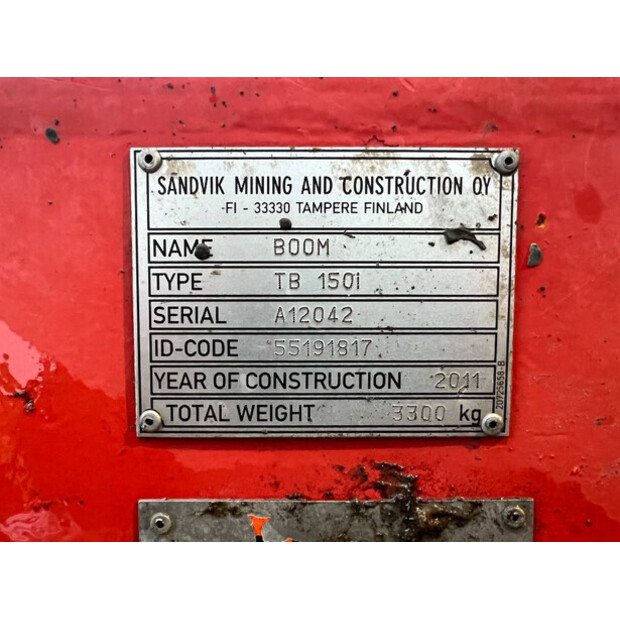 SANDVIK MINING AND CONSTRUCTION OY
FI - 33330 TAMPERE FINLAND
NAME BOOM
TYPE TB 150i
SERIAL A12042
ID-CODE 55191817
YEAR OF CONSTRUCTION 2011
TOTAL WEIGHT 3300 kg